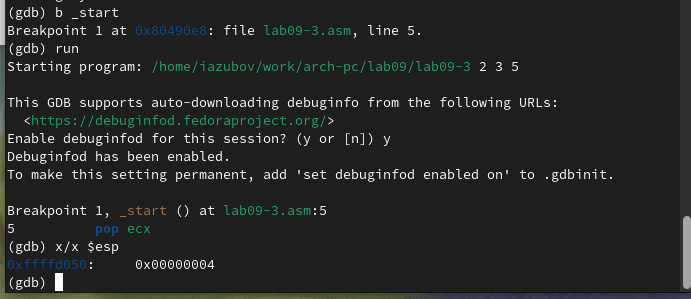 (gdb) b _start
Breakpoint 1 at 0x80490e8: file lab09-3.asm, line 5.
(gdb) run
Starting program: /home/iazubov/work/arch-pc/lab09/lab09-3 2 3 5
This GDB supports auto-downloading debuginfo from the following URLs:
<https://debuginfod.fedoraproject.org/>
Enable debuginfod for this session? (y or [n]) y
Debuginfod has been enabled.
To make this setting permanent, add 'set debuginfod enabled on' to .gdbinit.
Breakpoint 1, _start () at lab09-3.asm:5
5 pop ecx
(gdb) x/x $esp
0xffffd050: 0x00000004
(gdb)